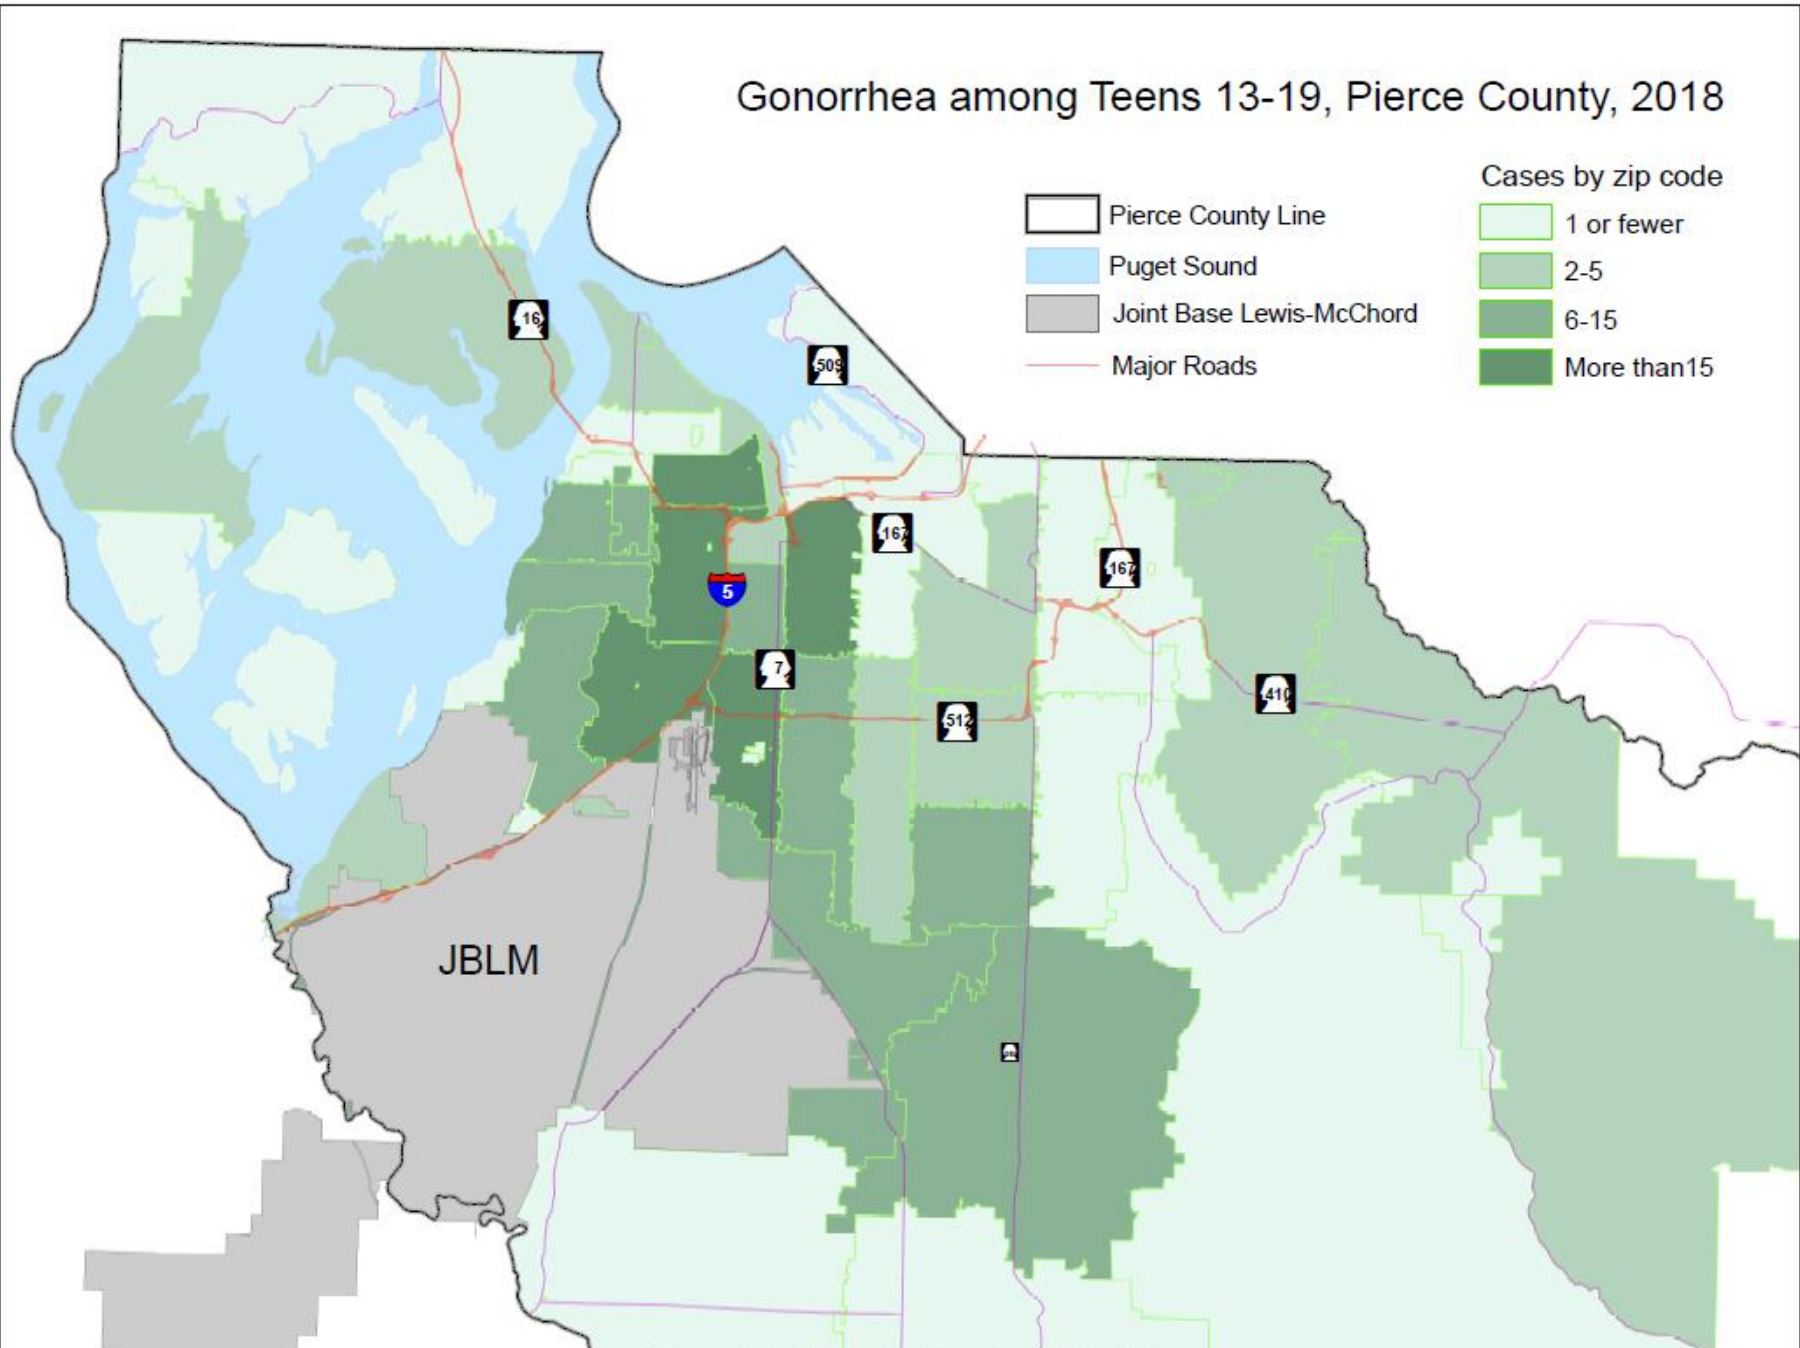 Gonorrhea among Teens 13-19, Pierce County, 2018
Cases by zip code
Pierce County Line
1 or fewer
Puget Sound
2-5
Joint Base Lewis-McChord
6-15
Major Roads
More than15
16
509
167
167
5
7
410
512
JBLM